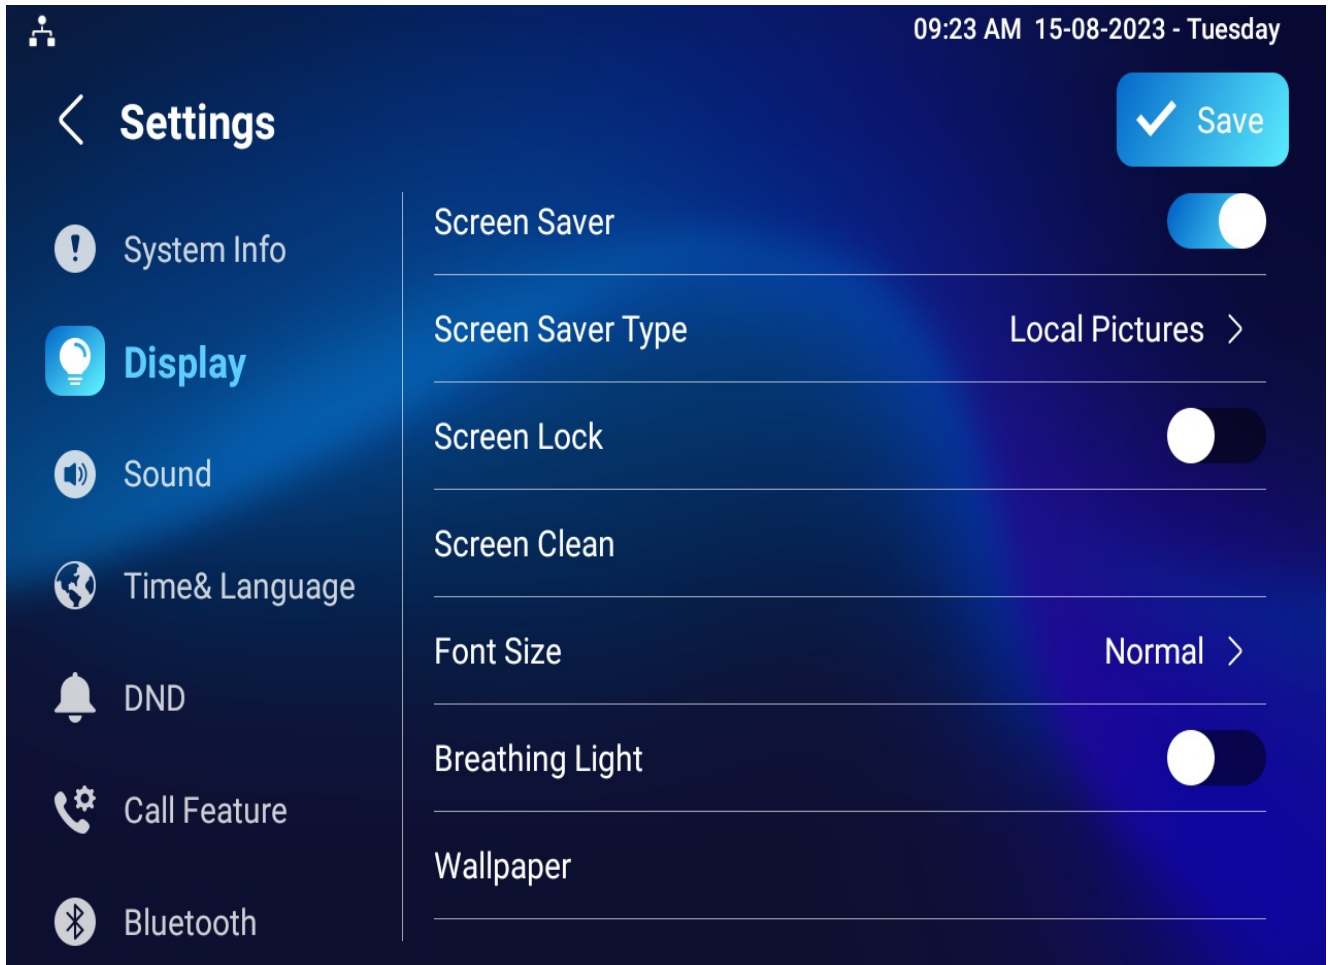 09:23 AM 15-08-2023 - Tuesday
Settings
Save
System Info
Display
Sound
Time& Language
DND
Call Feature
Bluetooth
Screen Saver
Screen Saver Type Local Pictures
Screen Lock
Screen Clean
Font Size Normal
Breathing Light
Wallpaper